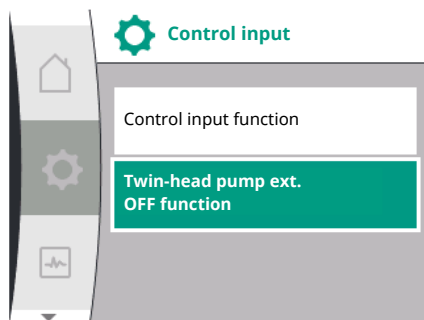 Control input
Control input function
Twin-head pump ext.
OFF function